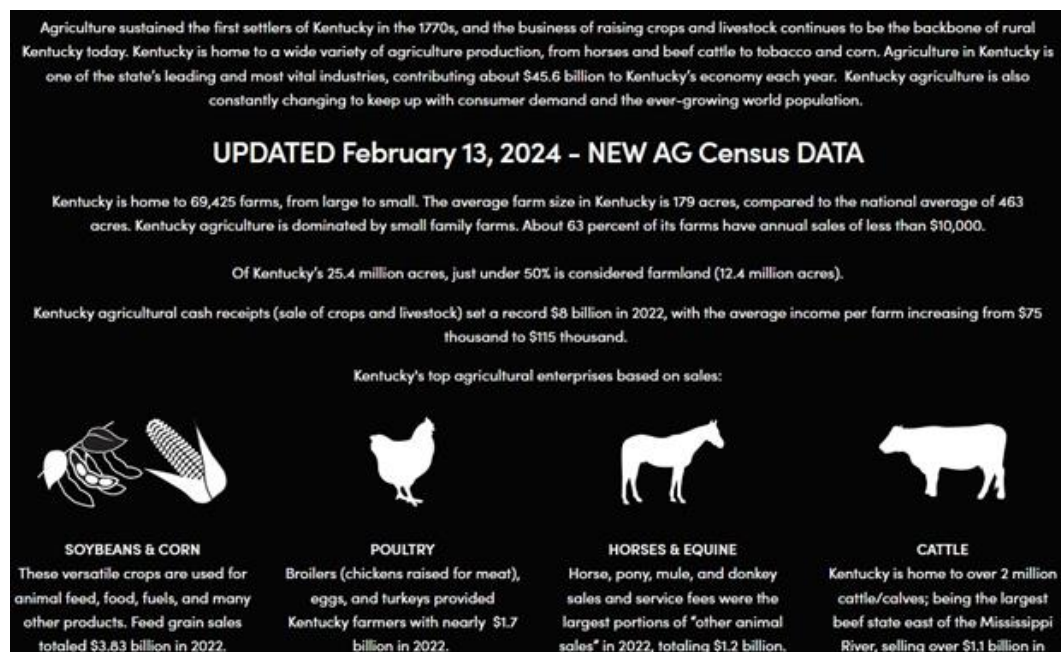 Agriculture sustained the first settlers of Kentucky in the 1770s, and the business of raising crops and livestock continues to be the backbone of rural
Kentucky today. Kentucky is home to a wide variety of agriculture production, from horses and beef cattle to tobacco and corn. Agriculture in Kentucky is
one of the state's leading and most vital industries, contributing about $45.6 billion to Kentucky's economy each year. Kentucky agriculture is also
constantly changing to keep up with consumer demand and the ever-growing world population.
UPDATED February 13, 2024 - NEW AG Census DATA
Kentucky is home to 69,425 farms, from large to small. The average farm size in Kentucky is 179 acres, compared to the national average of 463
acres. Kentucky agriculture is dominated by small family farms. About 63 percent of its farms have annual sales of less than $10,000.
Of Kentucky's 25.4 million acres, just under 50% is considered farmland (12.4 million acres).
Kentucky agricultural cash receipts (sale of crops and livestock) set a record $8 billion in 2022, with the average income per farm increasing from $75
thousand to $115 thousand.
Kentucky's top agricultural enterprises based on sales:
SOYBEANS & CORN
These versatile crops are used for
animal feed, food, fuels, and many
other products. Feed grain sales
totaled $3.83 billion in 2022.
POULTRY
Broilers (chickens raised for meat),
eggs, and turkeys provided
Kentucky farmers with nearly $1.7
billion in 2022.
HORSES & EQUINE
Horse, pony, mule, and donkey
sales and service fees were the
largest portions of "other animal
sales" in 2022, totaling $1.2 billion.
CATTLE
Kentucky is home to over 2 million
cattle/calves; being the largest
beef state east of the Mississippi
River, selling over $1.1 billion in